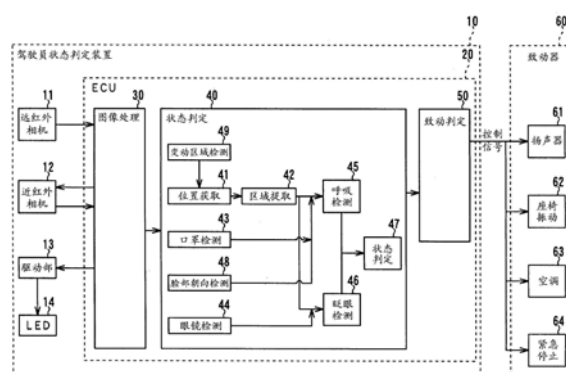 10
60
驾驶员状态判定装置
20
致动器
ECU
11
30
40
50
远红外
相机
图像处理
状态判定
致动判定
49
变动区域检测
控制
信号
61
扬声器
12
41
42
45
近红外
相机
位置获取
区域提取
呼吸
检测
62
座椅
振动
43
47
口罩检测
状态
判定
13
驱动部
48
脸部朝向检测
63
空调
46
14
44
眨眼
检测
LED
眼镜检测
64
紧急
停止